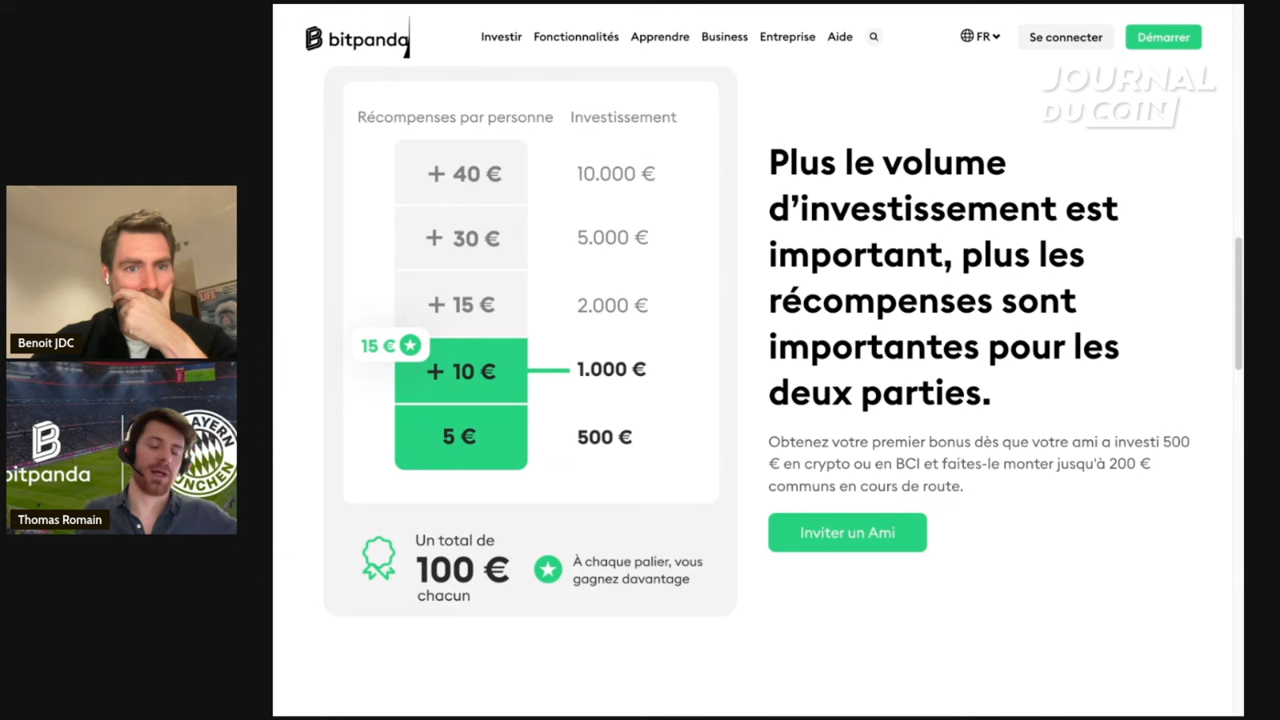 bitpanda
Investir Fonctionnalités Apprendre Business Entreprise Aide
FR
Se connecter
Démarrer
JOURNAL
DU COIN
Récompenses par personne Investissement
+ 40 € 10.000 €
+ 30 € 5.000 €
+ 15 € 2.000 €
15 €
+ 10 € 1.000 €
5 € 500 €
Un total de
100 €
chacun
À chaque palier, vous
gagnez davantage
Plus le volume
d’investissement est
important, plus les
récompenses sont
importantes pour les
deux parties.
Obtenez votre premier bonus dès que votre ami a investi 500
€ en crypto ou en BCI et faites-le monter jusqu'à 200 €
communs en cours de route.
Inviter un Ami
LIFE
Benoit JDC
bitpanda
Thomas Romain